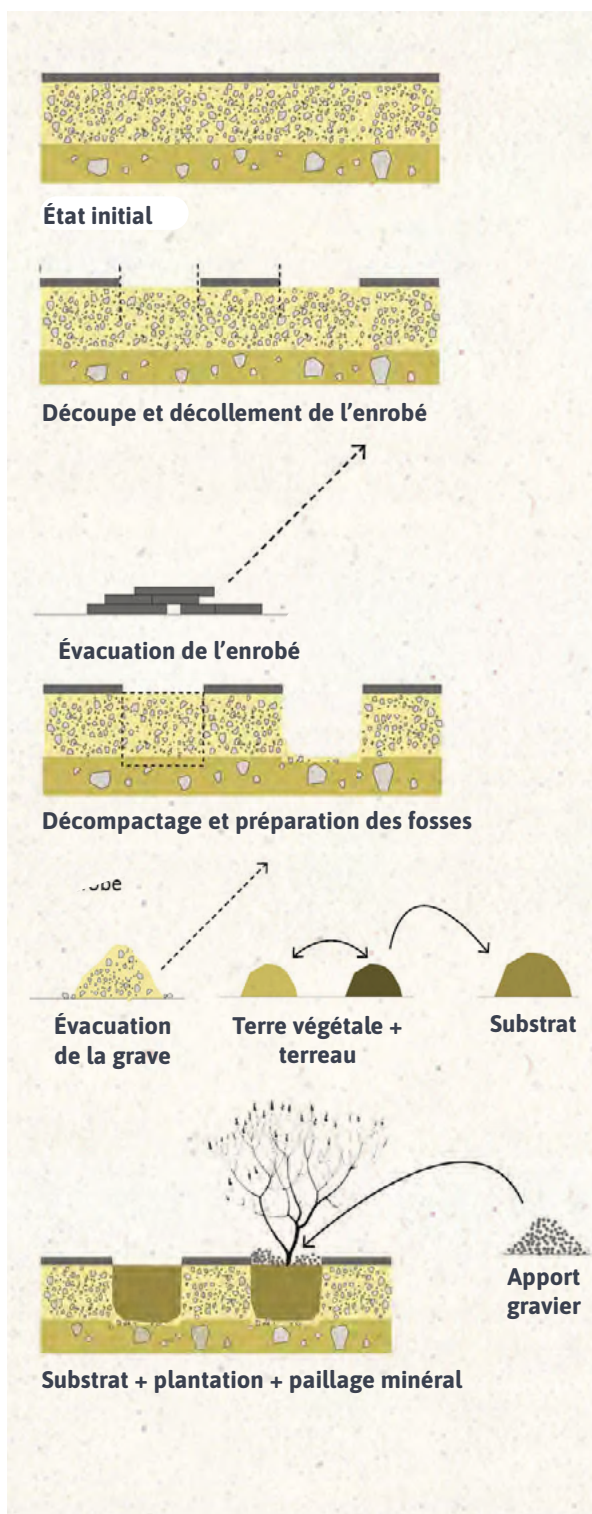 État initial
Découpe et décollement de l’enrobé
Évacuation de l’enrobé
Décompactage et préparation des fosses
Évacuation
de la grave
Terre végétale +
terreau
Substrat
Apport
gravier
Substrat + plantation + paillage minéral